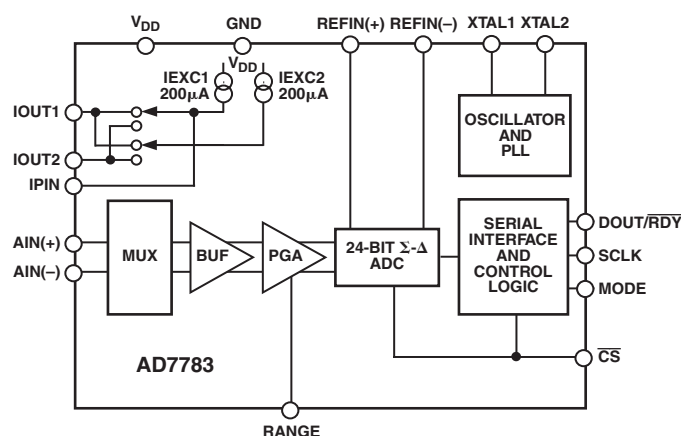 VDD
GND
REFIN(+)
REFIN(–)
XTAL1
XTAL2
VDD
IEXC1
200µA
IEXC2
200µA
IOUT1
IOUT2
IPIN
OSCILLATOR
AND
PLL
AIN(+)
AIN(–)
MUX
BUF
PGA
24-BIT Σ-Δ
ADC
SERIAL
INTERFACE
AND
CONTROL
LOGIC
DOUT/RDY
SCLK
MODE
CS
AD7783
RANGE